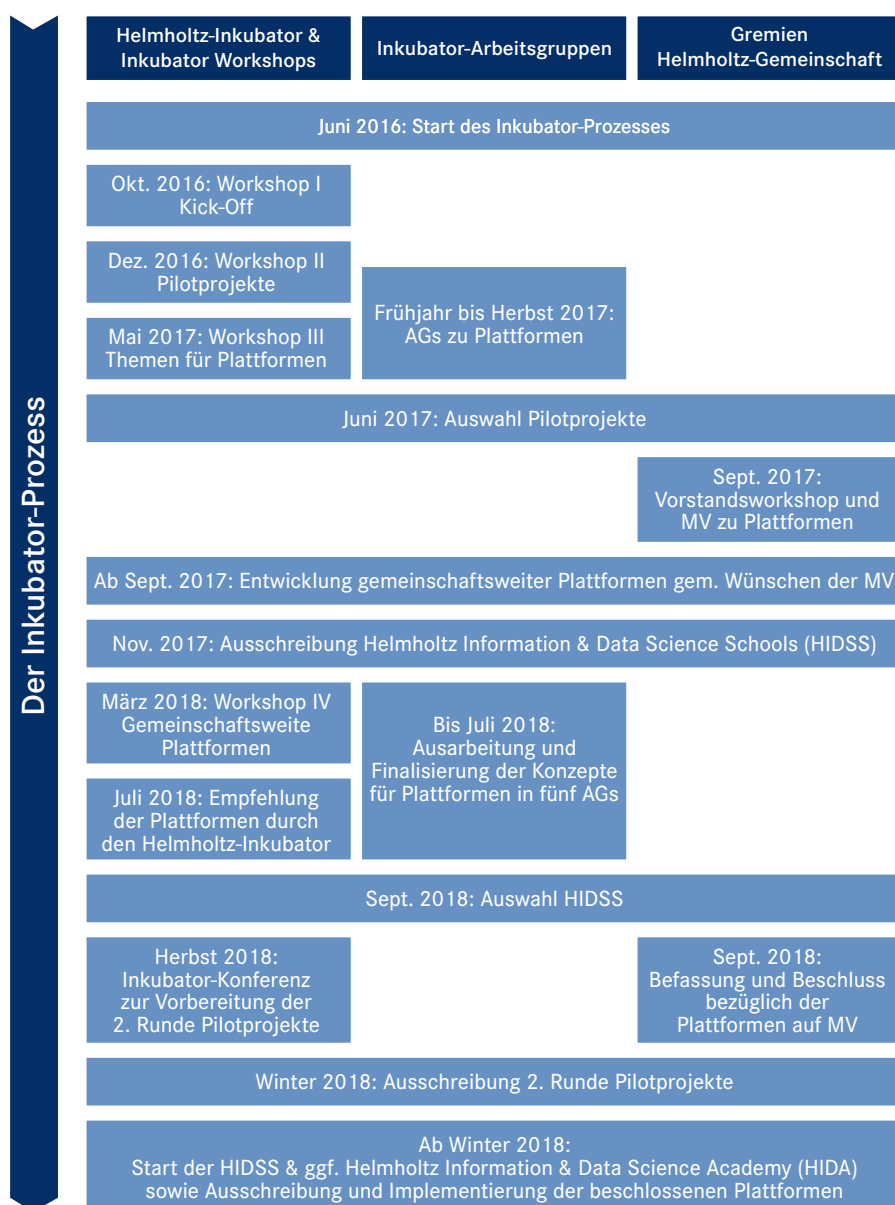 Der Inkubator-Prozess
Helmholtz-Inkubator &
Inkubator Workshops
Inkubator-Arbeitsgruppen
Gremien
Helmholtz-Gemeinschaft
Juni 2016: Start des Inkubator-Prozesses
Okt. 2016: Workshop I
Kick-Off
Dez. 2016: Workshop II
Pilotprojekte
Mai 2017: Workshop III
Themen für Plattformen
Frühjahr bis Herbst 2017:
AGs zu Plattformen
Juni 2017: Auswahl Pilotprojekte
Sept. 2017:
Vorstandsworkshop und
MV zu Plattformen
Ab Sept. 2017: Entwicklung gemeinschaftsweiter Plattformen gem. Wünschen der MV
Nov. 2017: Ausschreibung Helmholtz Information & Data Science Schools (HIDSS)
März 2018: Workshop IV
Gemeinschaftsweite
Plattformen
Juli 2018: Empfehlung
der Plattformen durch
den Helmholtz-Inkubator
Bis Juli 2018:
Ausarbeitung und
Finalisierung der Konzepte
für Plattformen in fünf AGs
Sept. 2018: Auswahl HIDSS
Herbst 2018:
Inkubator-Konferenz
zur Vorbereitung der
2. Runde Pilotprojekte
Sept. 2018:
Befassung und Beschluss
bezüglich der
Plattformen auf MV
Winter 2018: Ausschreibung 2. Runde Pilotprojekte
Ab Winter 2018:
Start der HIDSS & ggf. Helmholtz Information & Data Science Academy (HIDA)
sowie Ausschreibung und Implementierung der beschlossenen Plattformen